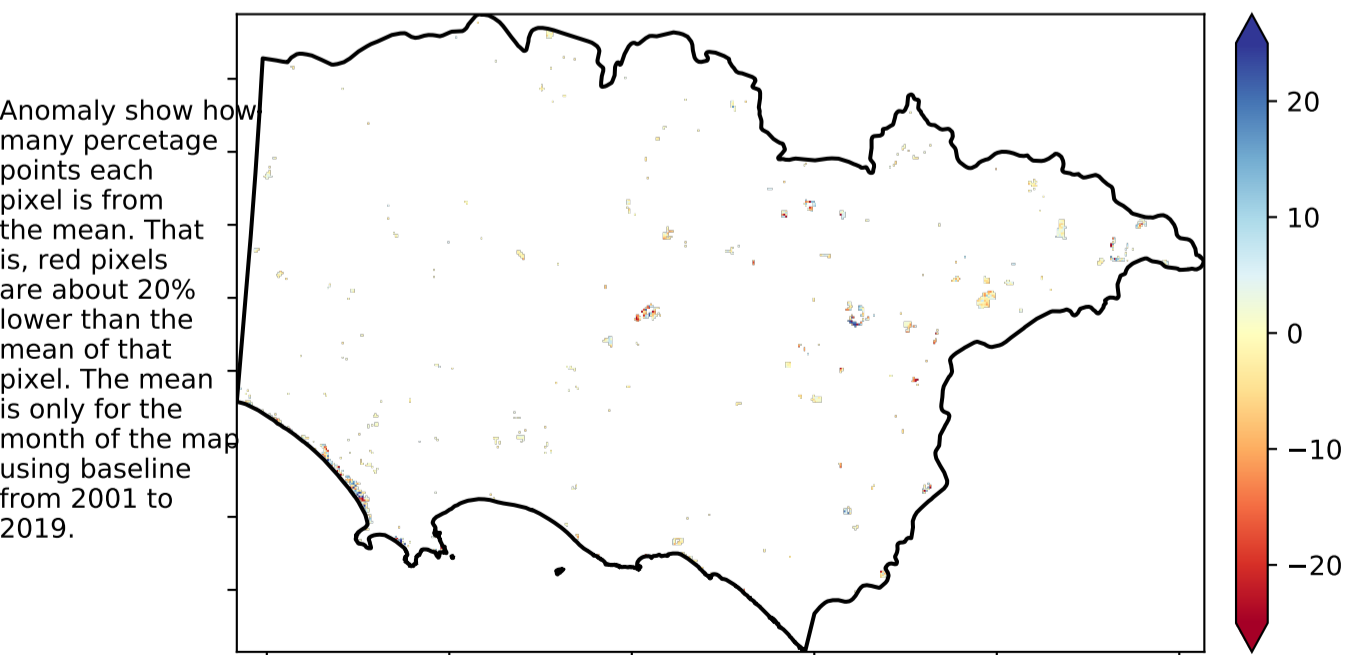 Anomaly show how
many percetage
points each
pixel is from
the mean. That
is, red pixels
are about 20%
lower than the
mean of that
pixel. The mean
is only for the
month of the map
using baseline
from 2001 to
2019.
20
10
0
−10
−20